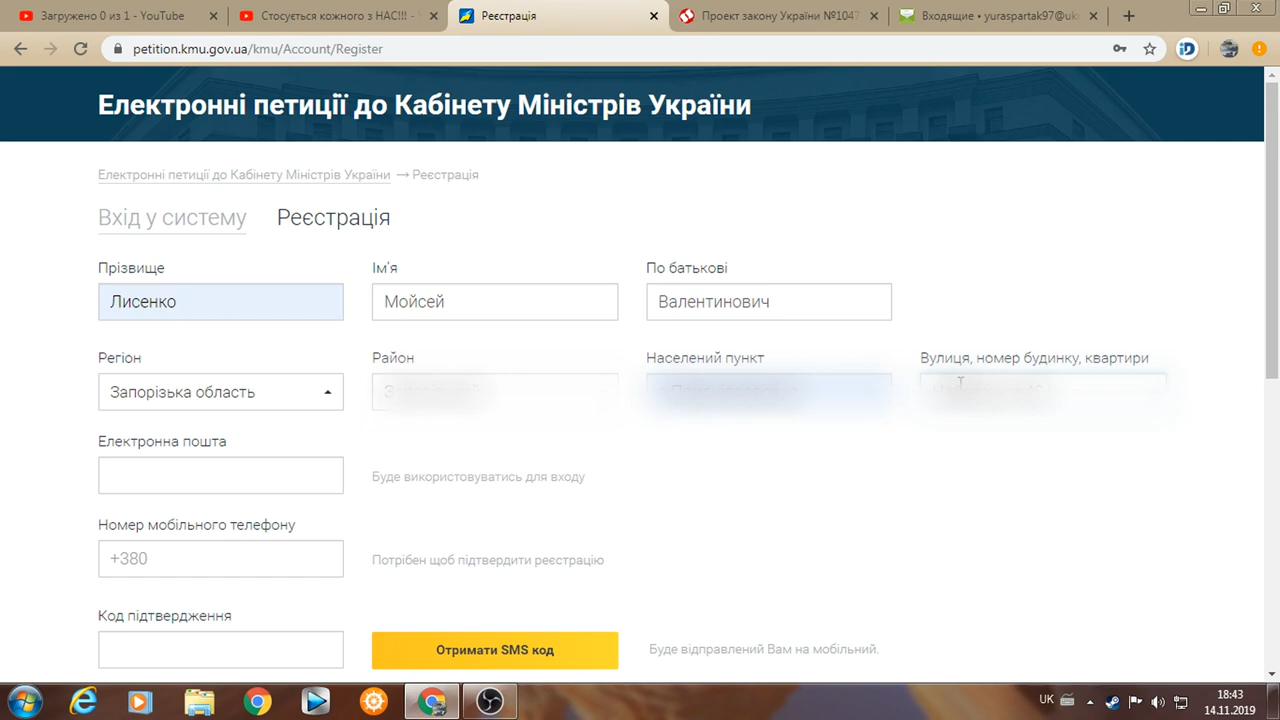 Загружено 0 из 1 - YouTube
Стосується кожного з НАС!!! -
Реєстрація
Проект закону України №1047
Входящие • yuraspartak97@uk
petition.kmu.gov.ua/kmu/Account/Register
Електронні петиції до Кабінету Міністрів України
Електронні петиції до Кабінету Міністрів України → Реєстрація
Вхід у систему Реєстрація
Прізвище Ім'я По батькові
Лисенко Мойсей Валентинович
Регіон Район Населений пункт Вулиця, номер будинку, квартири
Запорізька область
Електронна пошта
Буде використовуватись для входу
Номер мобільного телефону
+380 Потрібен щоб підтвердити реєстрацію
Код підтвердження
Отримати SMS код Буде відправлений Вам на мобільний.
UK 18:43
14.11.2019